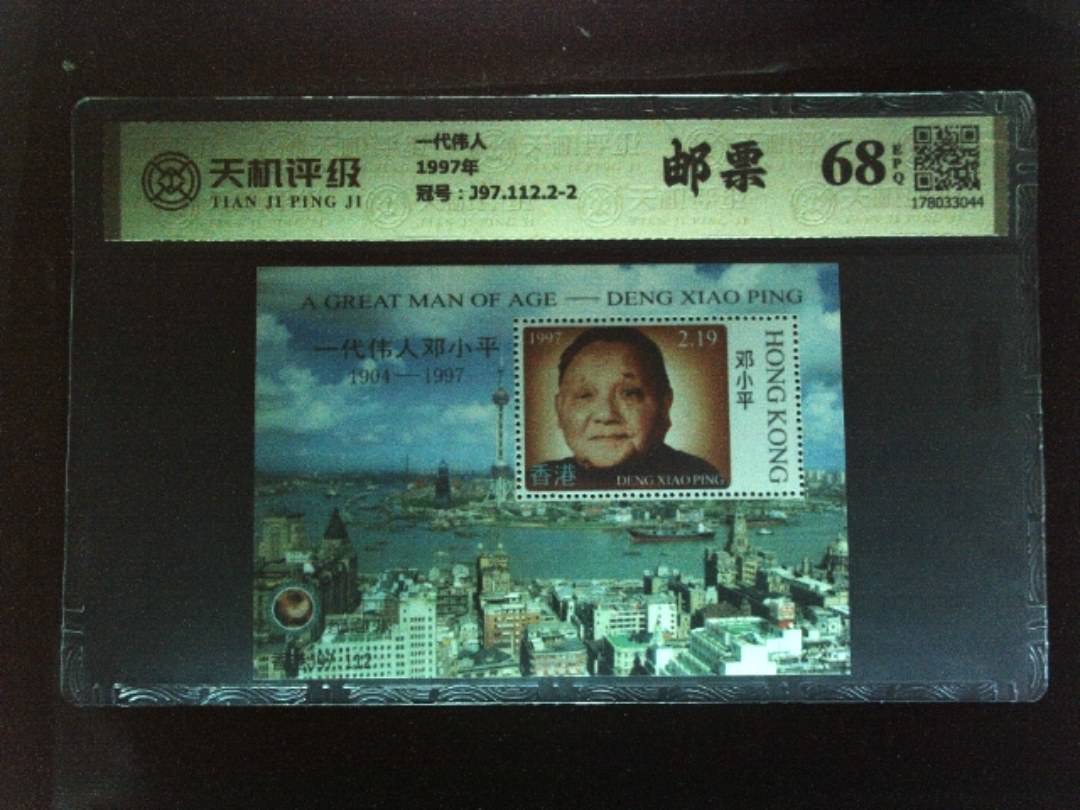 天机评级
TIAN JI PING JI
一代伟人
1997年
冠号：J97.112.2-2
邮票
68
EPQ
178033044
A GREAT MAN OF AGE — DENG XIAO PING
一代伟人邓小平
1904—1997
1997
2.19
邓小平
HONG KONG
香港
DENG XIAO PING